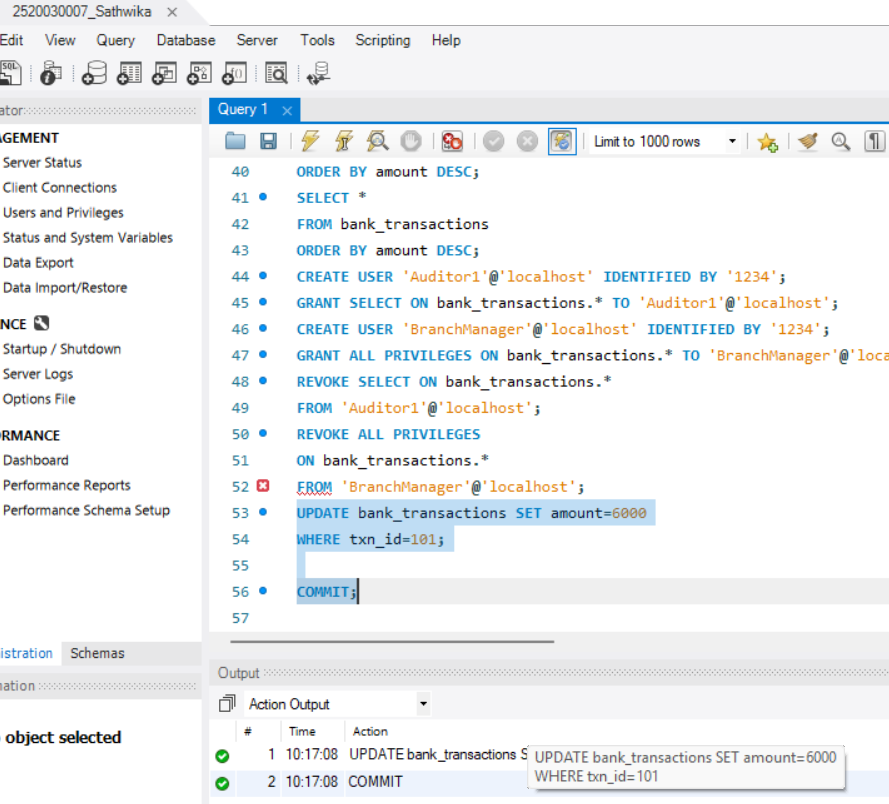 2520030007_Sathwika
Edit View Query Database Server Tools Scripting Help
SQL
ator
Query 1
Limit to 1000 rows
AGEMENT
Server Status
Client Connections
Users and Privileges
Status and System Variables
Data Export
Data Import/Restore
NCE
Startup / Shutdown
Server Logs
Options File
RMANCE
Dashboard
Performance Reports
Performance Schema Setup
40 ORDER BY amount DESC;
41 SELECT *
42 FROM bank_transactions
43 ORDER BY amount DESC;
44 CREATE USER 'Auditor1'@'localhost' IDENTIFIED BY '1234';
45 GRANT SELECT ON bank_transactions.* TO 'Auditor1'@'localhost';
46 CREATE USER 'BranchManager'@'localhost' IDENTIFIED BY '1234';
47 GRANT ALL PRIVILEGES ON bank_transactions.* TO 'BranchManager'@'loca
48 REVOKE SELECT ON bank_transactions.*
49 FROM 'Auditor1'@'localhost';
50 REVOKE ALL PRIVILEGES
51 ON bank_transactions.*
52 FROM 'BranchManager'@'localhost';
53 UPDATE bank_transactions SET amount=6000
54 WHERE txn_id=101;
55
56 COMMIT;
57
istration Schemas
nation
object selected
Output
Action Output
# Time Action
1 10:17:08 UPDATE bank_transactions S
2 10:17:08 COMMIT
UPDATE bank_transactions SET amount=6000
WHERE txn_id=101